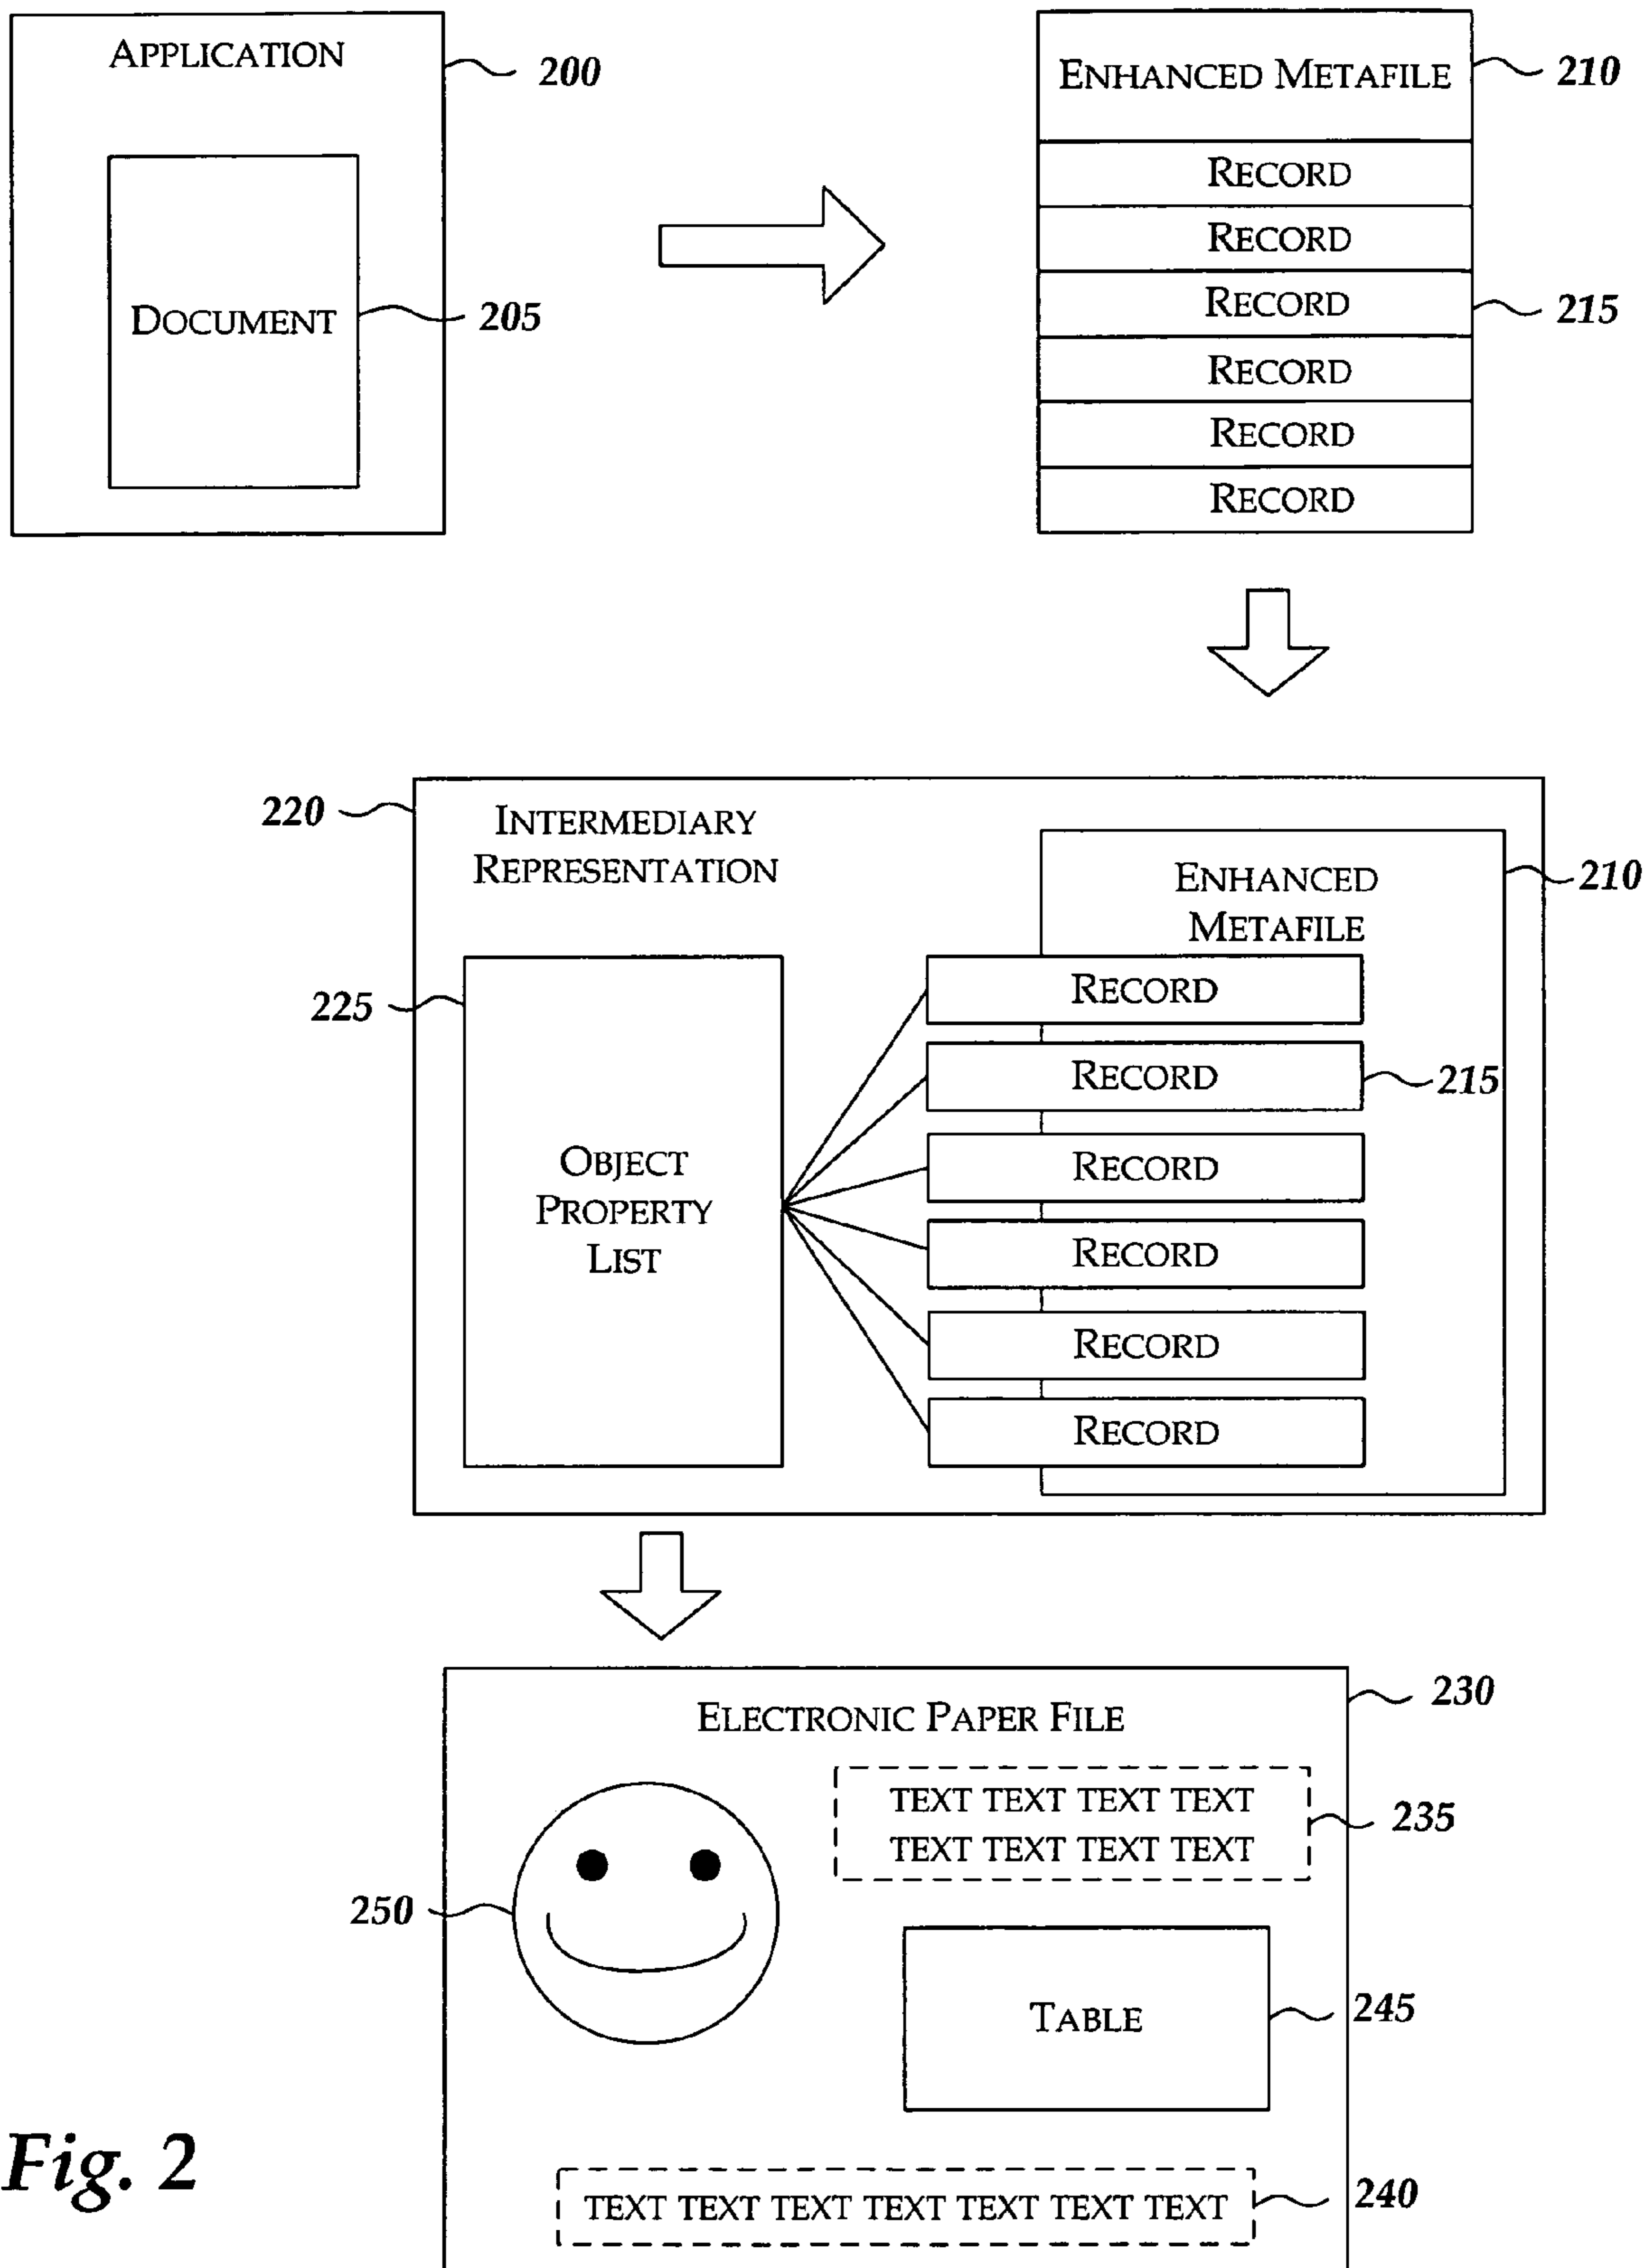 APPLICATION
200
DOCUMENT
205
ENHANCED METAFILE
210
RECORD
RECORD
RECORD
215
RECORD
RECORD
RECORD
220
INTERMEDIARY
REPRESENTATION
ENHANCED
METAFILE
210
225
OBJECT
PROPERTY
LIST
RECORD
RECORD
215
RECORD
RECORD
RECORD
RECORD
ELECTRONIC PAPER FILE
230
TEXT TEXT TEXT TEXT
TEXT TEXT TEXT TEXT
235
250
TABLE
245
TEXT TEXT TEXT TEXT TEXT TEXT TEXT
240
Fig. 2